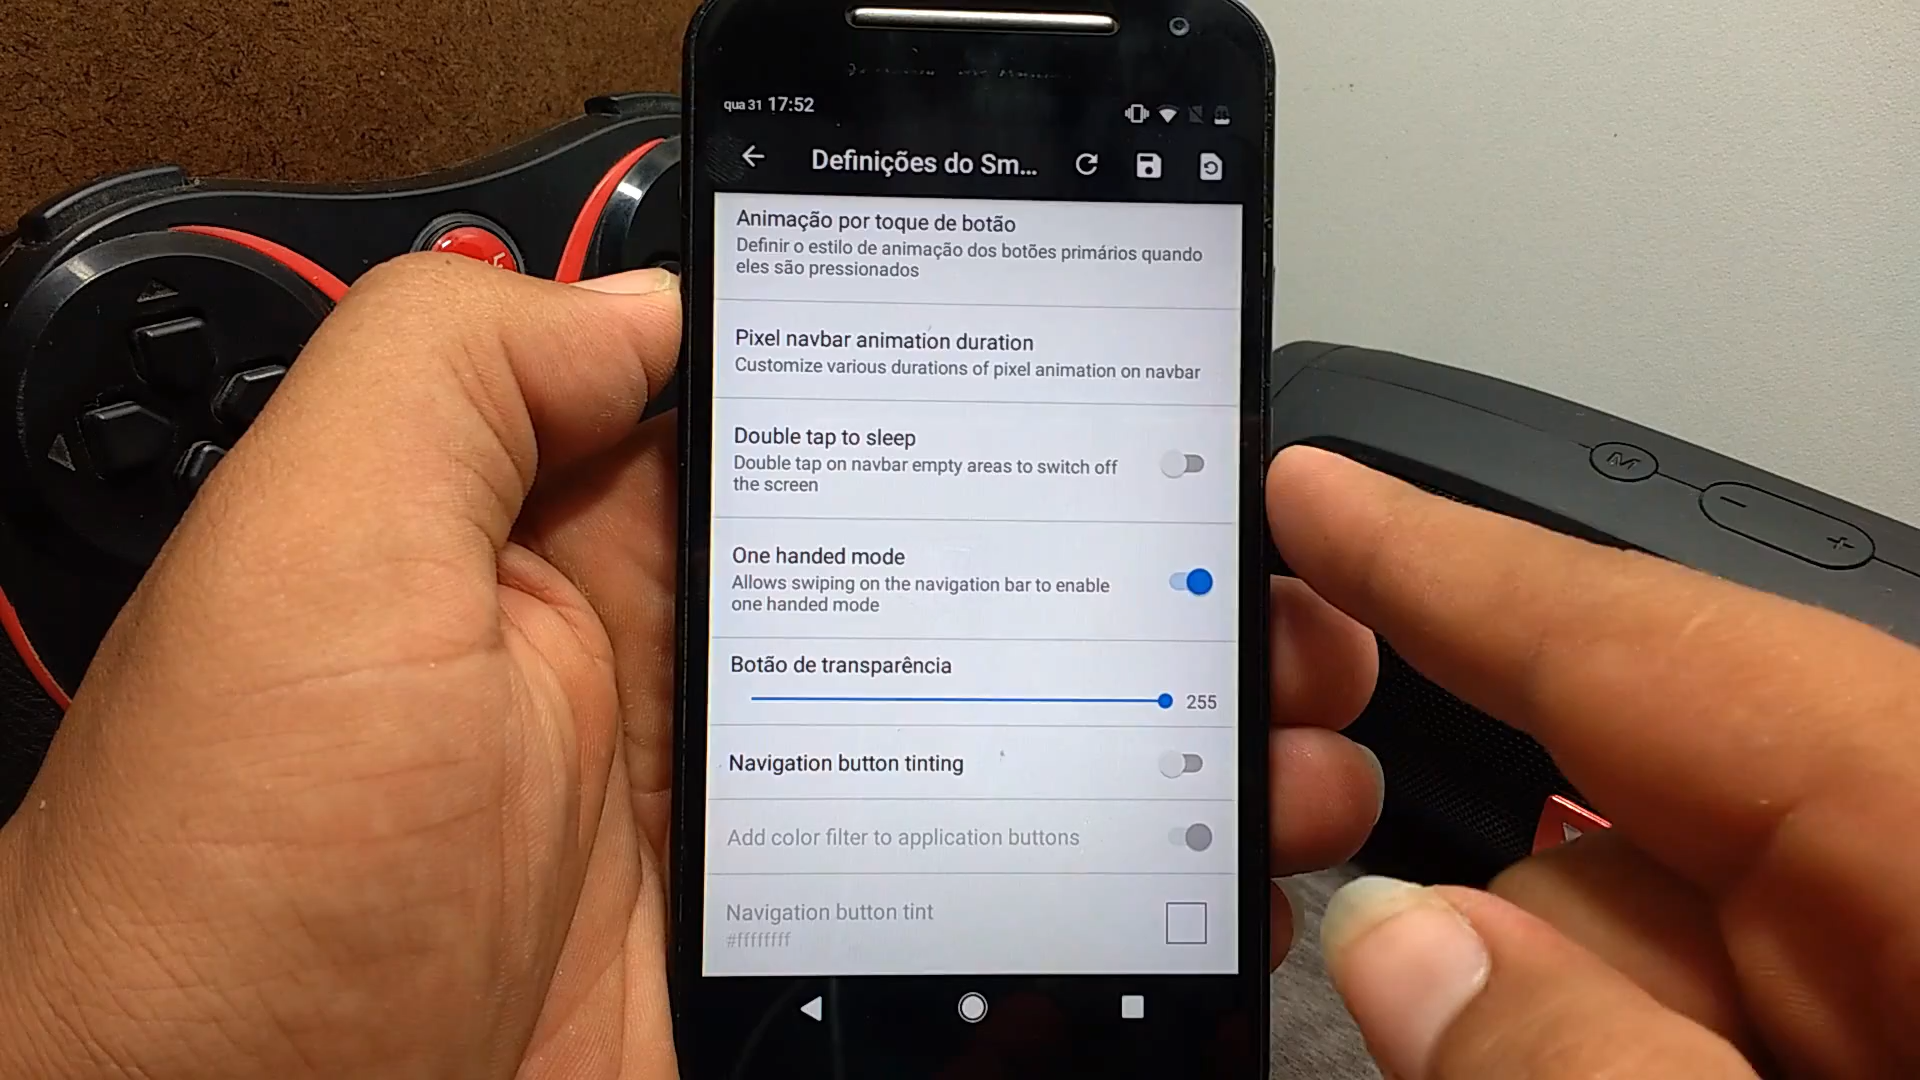 qua 31 17:52
Definições do Sm...
Animação por toque de botão
Definir o estilo de animação dos botões primários quando
eles são pressionados
Pixel navbar animation duration
Customize various durations of pixel animation on navbar
Double tap to sleep
Double tap on navbar empty areas to switch off
the screen
One handed mode
Allows swiping on the navigation bar to enable
one handed mode
Botão de transparência
255
Navigation button tinting
Add color filter to application buttons
Navigation button tint
#ffffffff
M
- +